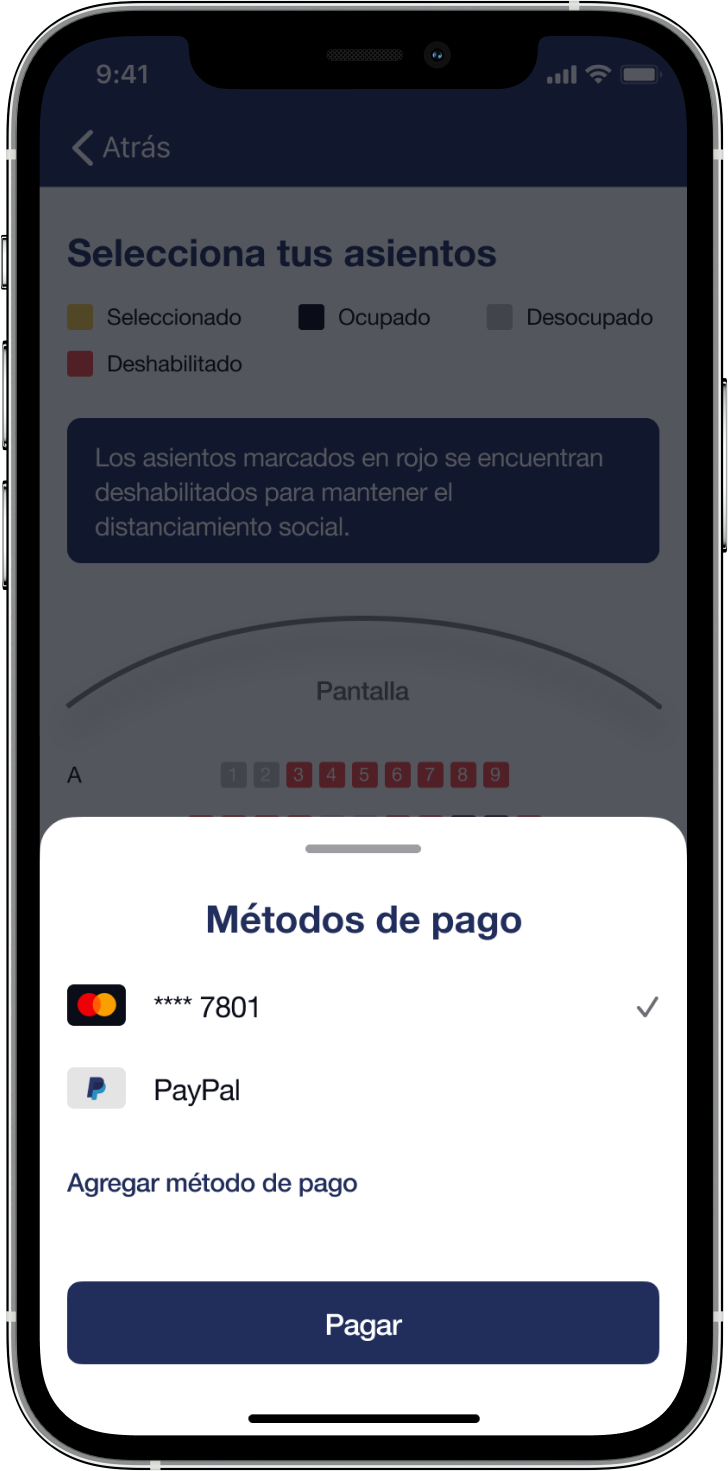 9:41
Atrás
Selecciona tus asientos
Seleccionado Ocupado Desocupado
Deshabilitado
Los asientos marcados en rojo se encuentran
deshabilitados para mantener el
distanciamiento social.
Pantalla
A 1 2 3 4 5 6 7 8 9
Métodos de pago
**** 7801
PayPal
Agregar método de pago
Pagar